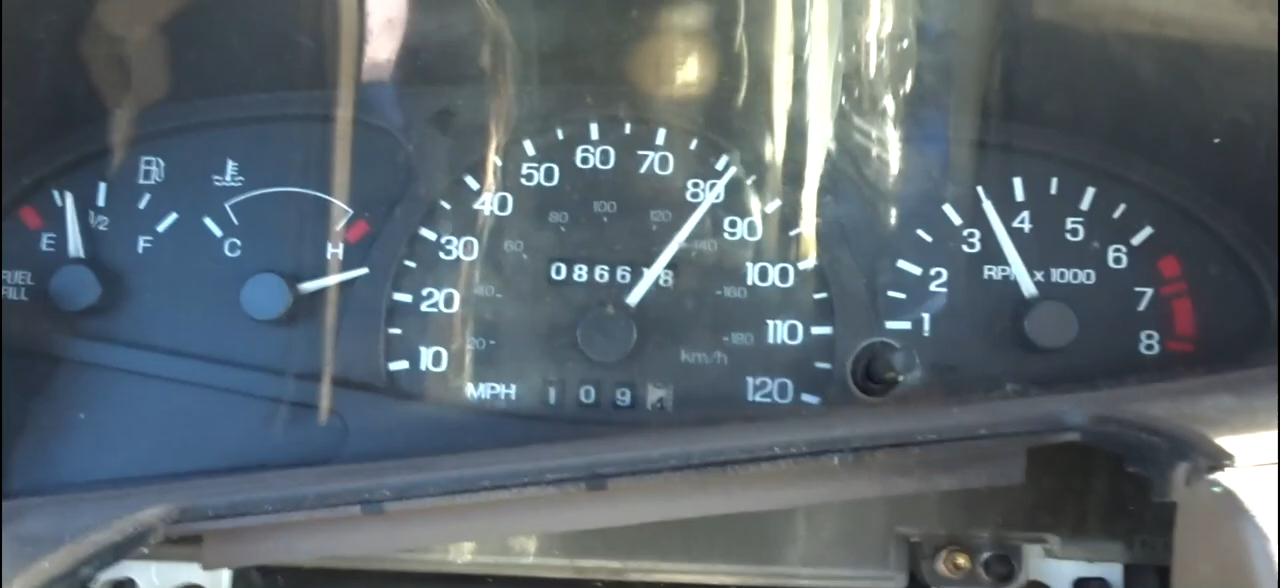 E 1/2 F
FUEL
FILL
C H
10 20 30 40 50 60 70 80 90 100 110 120
20 40 60 80 100 120 140 160 180
km/h
MPH
109
1 2 3 4 5 6 7 8
RPM x 1000